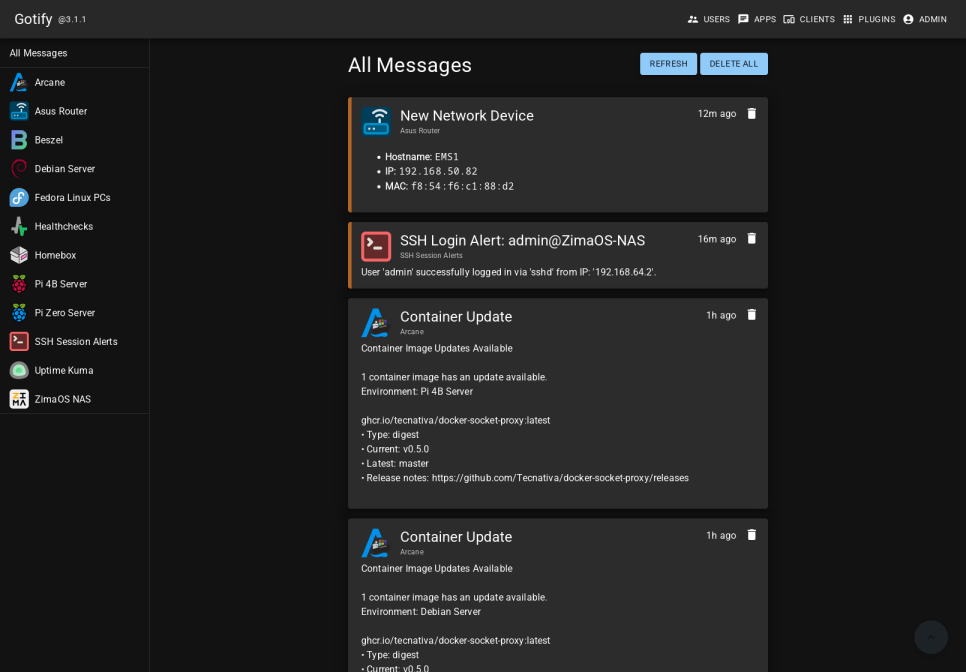 Gotify @3.1.1
USERS APPS CLIENTS PLUGINS ADMIN
All Messages
Arcane
Asus Router
Beszel
Debian Server
Fedora Linux PCs
Healthchecks
Homebox
Pi 4B Server
Pi Zero Server
SSH Session Alerts
Uptime Kuma
ZimaOS NAS
All Messages
REFRESH DELETE ALL
New Network Device 12m ago
Asus Router
• Hostname: EMS1
• IP: 192.168.50.82
• MAC: f8:54:f6:c1:88:d2
SSH Login Alert: admin@ZimaOS-NAS 16m ago
SSH Session Alerts
User 'admin' successfully logged in via 'sshd' from IP: '192.168.64.2'.
Container Update 1h ago
Arcane
Container Image Updates Available
1 container image has an update available.
Environment: Pi 4B Server
ghcr.io/tecnativa/docker-socket-proxy:latest
• Type: digest
• Current: v0.5.0
• Latest: master
• Release notes: https://github.com/Tecnativa/docker-socket-proxy/releases
Container Update 1h ago
Arcane
Container Image Updates Available
1 container image has an update available.
Environment: Debian Server
ghcr.io/tecnativa/docker-socket-proxy:latest
• Type: digest
• Current: v0.5.0